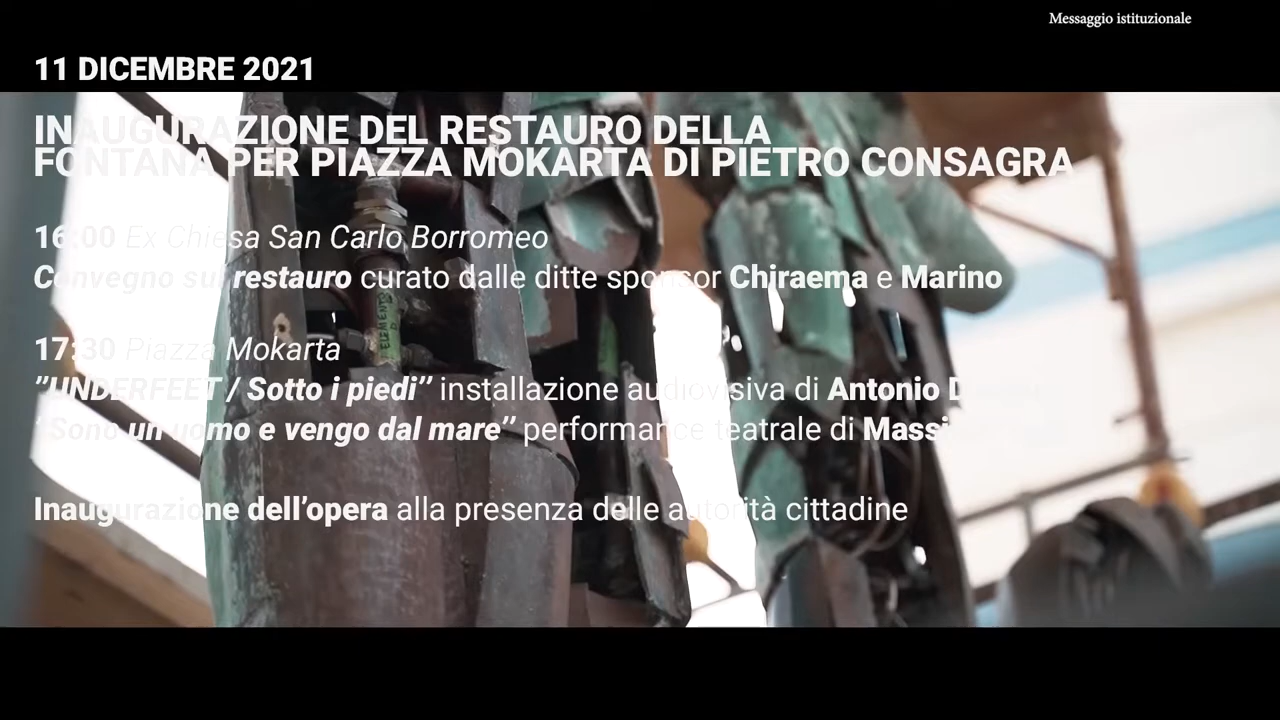 Messaggio istituzionale
11 DICEMBRE 2021
INAUGURAZIONE DEL RESTAURO DELLA
FONTANA PER PIAZZA MOKARTA DI PIETRO CONSAGRA
16:00 Ex Chiesa San Carlo Borromeo
Convegno sul restauro curato dalle ditte sponsor Chiraema e Marino
17:30 Piazza Mokarta
”UNDERFEET / Sotto i piedi” installazione audiovisiva di Antonio
“Sono un uomo e vengo dal mare” performance teatrale di
Inaugurazione dell’opera alla presenza delle autorità cittadine
ELEMENTO